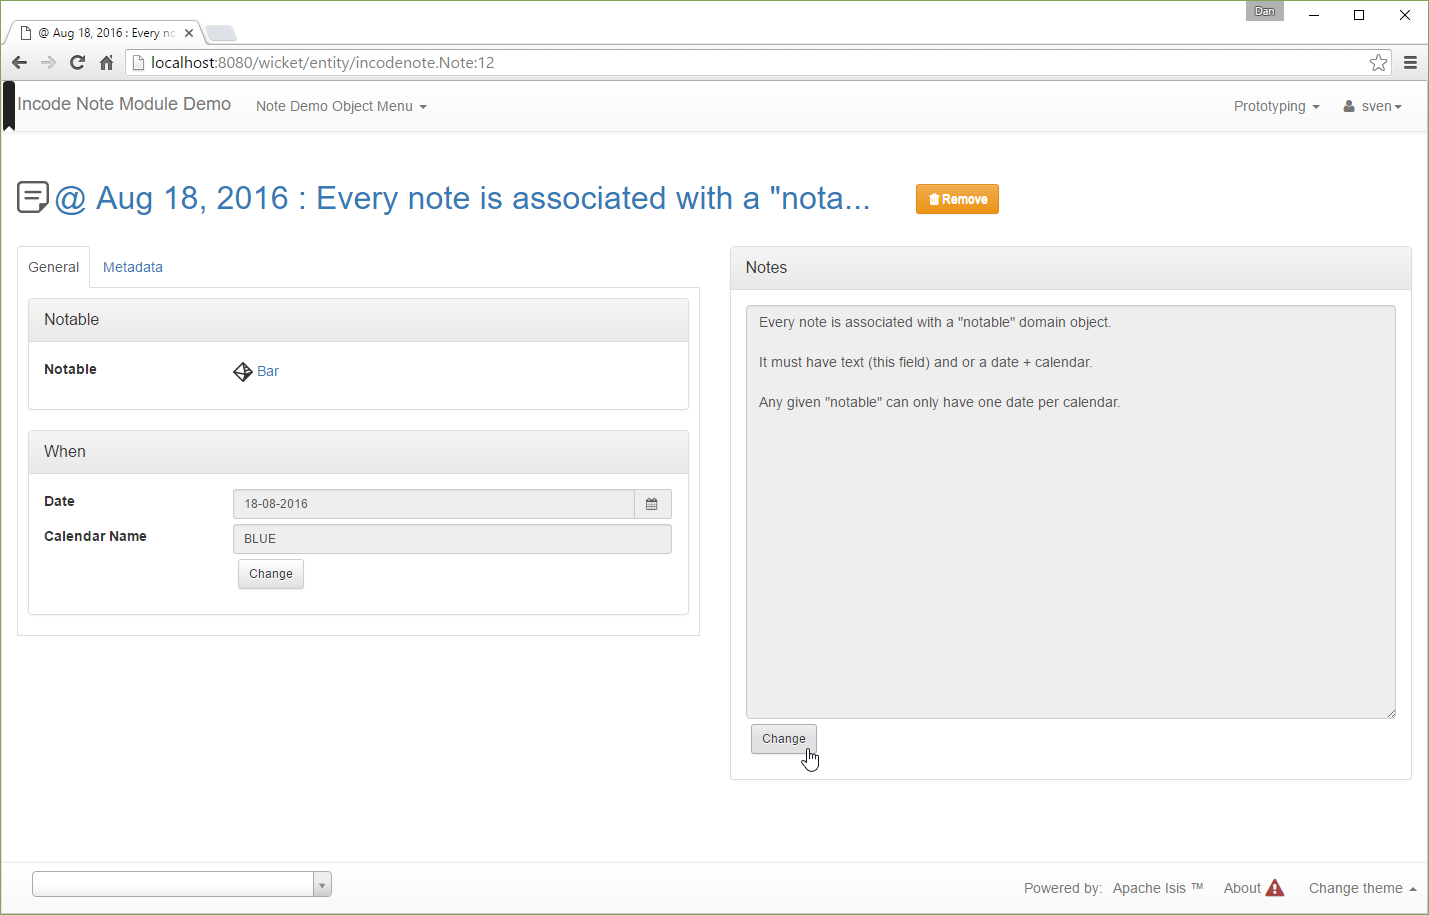 Dan
@ Aug 18, 2016 : Every no
localhost:8080/wicket/entity/incodenote.Note:12
Incode Note Module Demo
Note Demo Object Menu
Prototyping
sven
@ Aug 18, 2016 : Every note is associated with a "nota...
Remove
General
Metadata
Notable
Notable
Bar
When
Date
18-08-2016
Calendar Name
BLUE
Change
Notes
Every note is associated with a "notable" domain object.
It must have text (this field) and or a date + calendar.
Any given "notable" can only have one date per calendar.
Change
Powered by: Apache Isis ™
About
Change theme